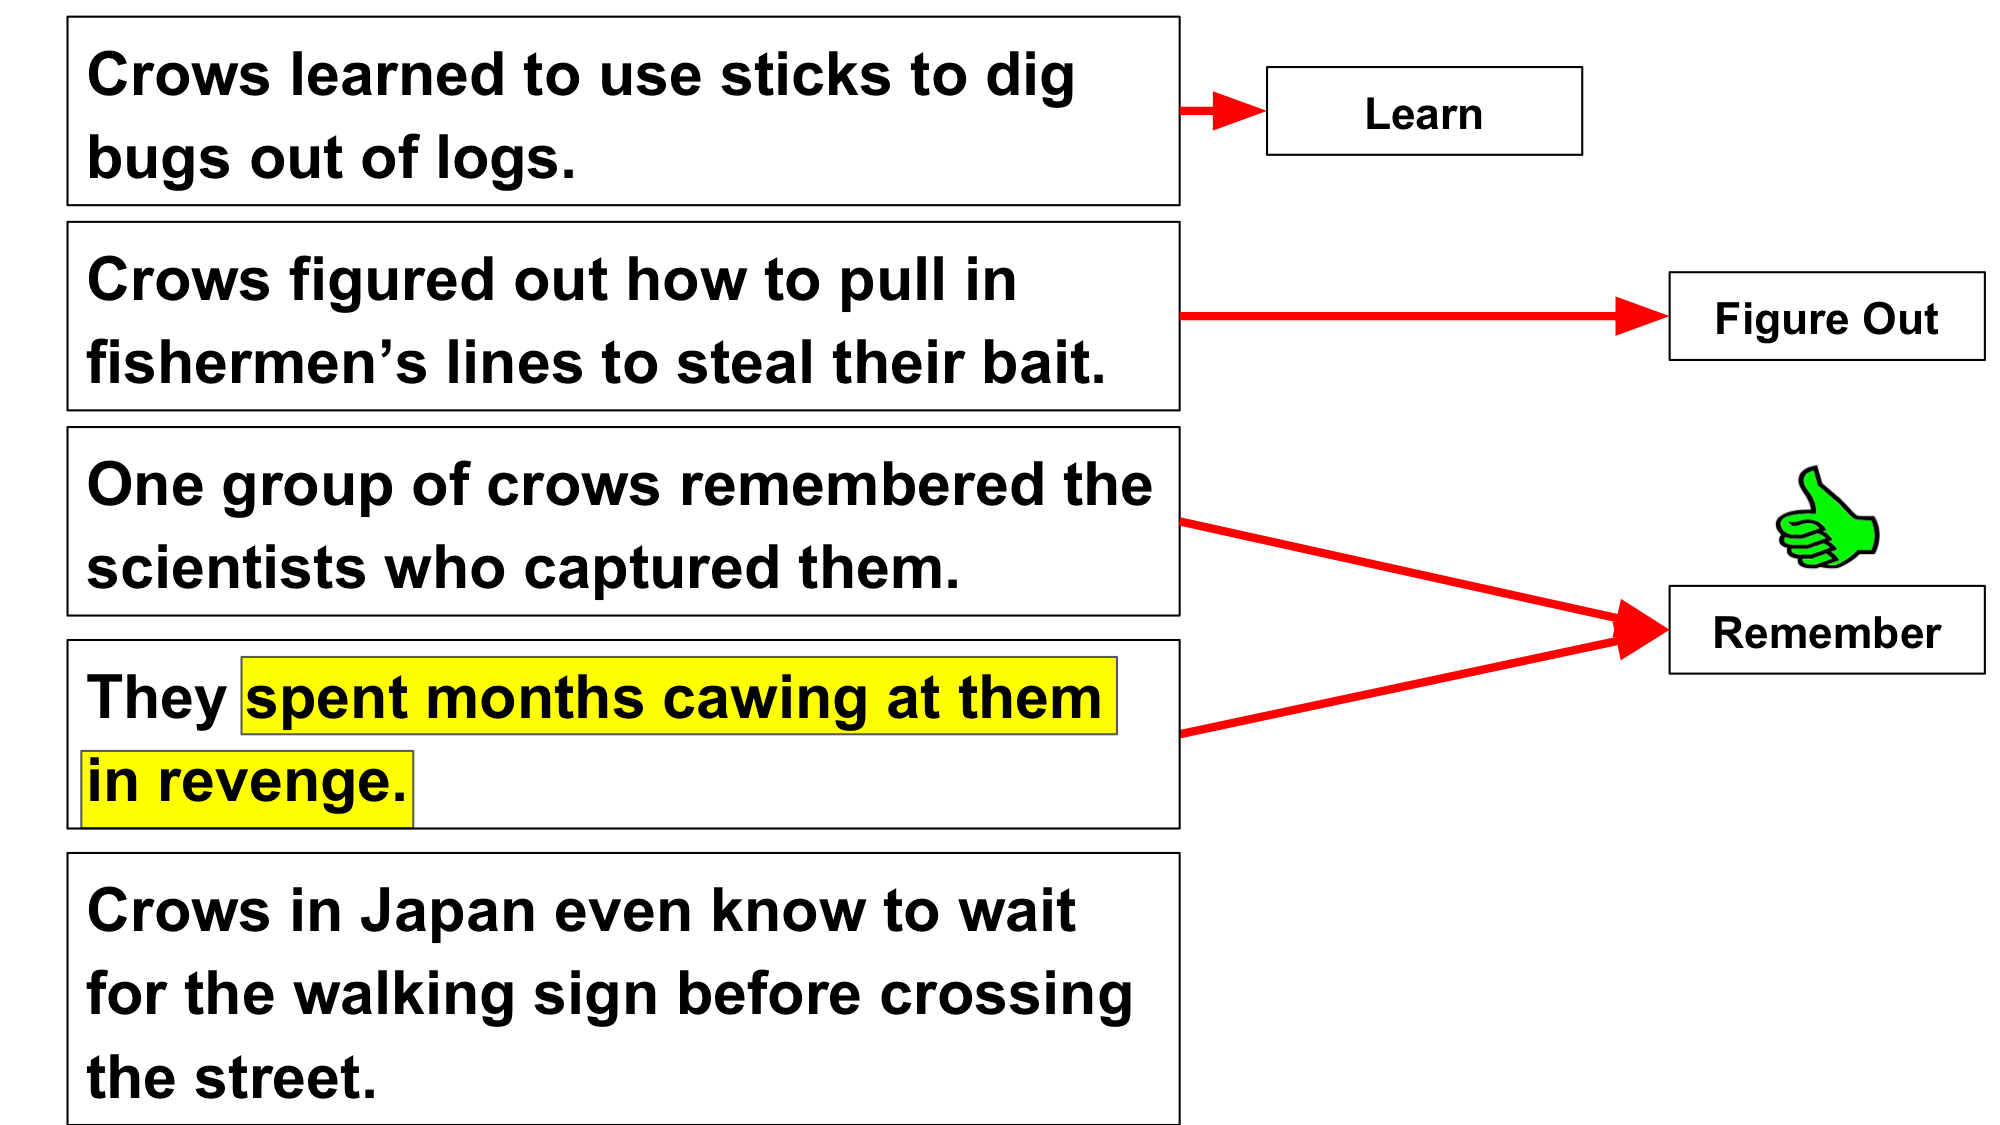 Crows learned to use sticks to dig
bugs out of logs.
Learn
Crows figured out how to pull in
fishermen’s lines to steal their bait.
Figure Out
One group of crows remembered the
scientists who captured them.
Remember
They spent months cawing at them
in revenge.
Crows in Japan even know to wait
for the walking sign before crossing
the street.